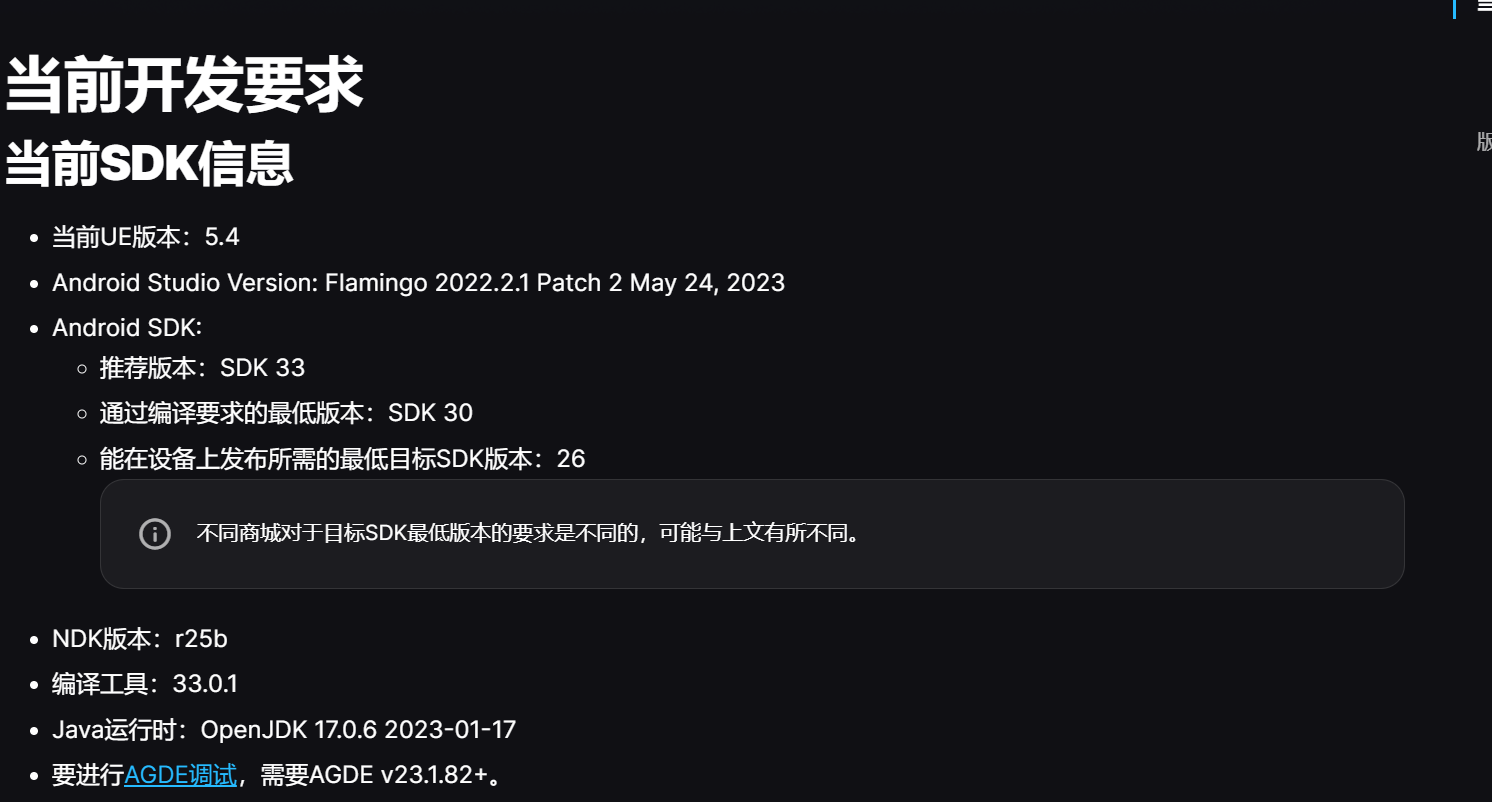 当前开发要求
当前SDK信息
版
当前UE版本：5.4
Android Studio Version: Flamingo 2022.2.1 Patch 2 May 24, 2023
Android SDK:
推荐版本：SDK 33
通过编译要求的最低版本：SDK 30
能在设备上发布所需的最低目标SDK版本：26
不同商城对于目标SDK最低版本的要求是不同的，可能与上文有所不同。
NDK版本：r25b
编译工具：33.0.1
Java运行时：OpenJDK 17.0.6 2023-01-17
要进行AGDE调试，需要AGDE v23.1.82+。